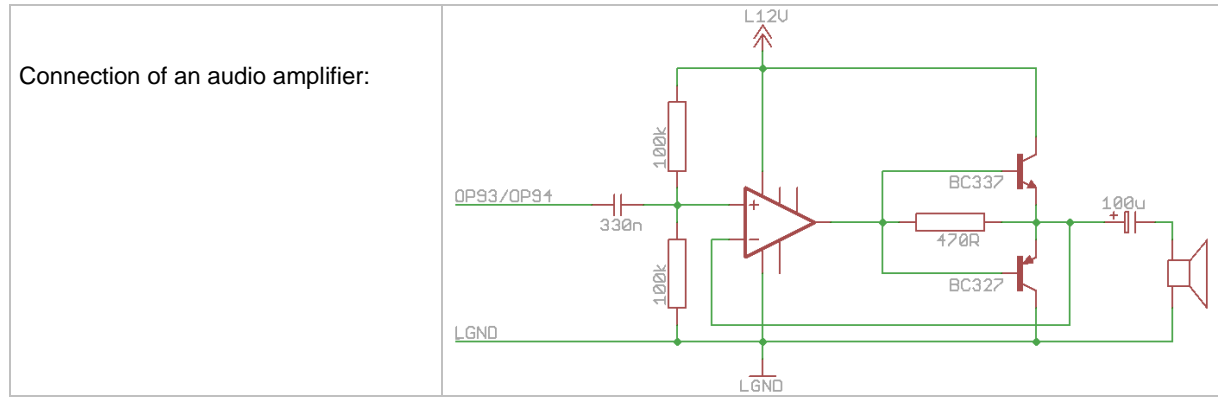 Connection of an audio amplifier:
L12V
100k
BC337
OP93/OP94
330n
+
-
470R
+
100u
100k
BC327
LGND
LGND